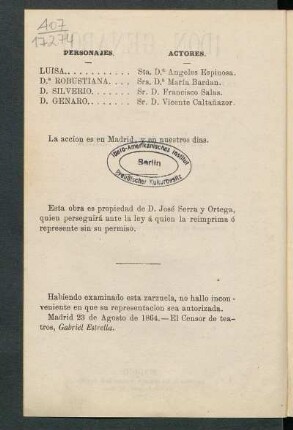 A07
17274
PERSONAJES. ACTORES.
LUISA............ Sta. D.ª Angeles Espinosa.
D.ª ROBUSTIANA.... Sra. D.ª María Bardan.
D. SILVERIO....... Sr. D. Francisco Salas.
D. GENARO......... Sr. D. Vicente Caltañazor.
La accion es en Madrid, y en nuestros dias.
Ibero-Amerikanisches Institut
Berlin
Preußischer Kulturbesitz
Esta obra es propiedad de D. José Serra y Ortega,
quien perseguirá ante la ley á quien la reimprima ó
represente sin su permiso.
Habiendo examinado esta zarzuela, no hallo incon-
veniente en que su representacion sea autorizada.
Madrid 23 de Agosto de 1864.—El Censor de tea-
tros, Gabriel Estrella.